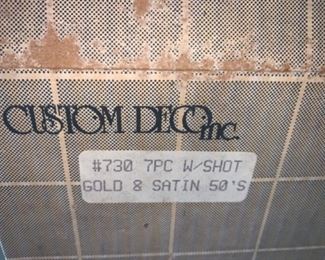 CUSTOM DECO inc.
#730 7PC W/SHOT
GOLD & SATIN 50'S